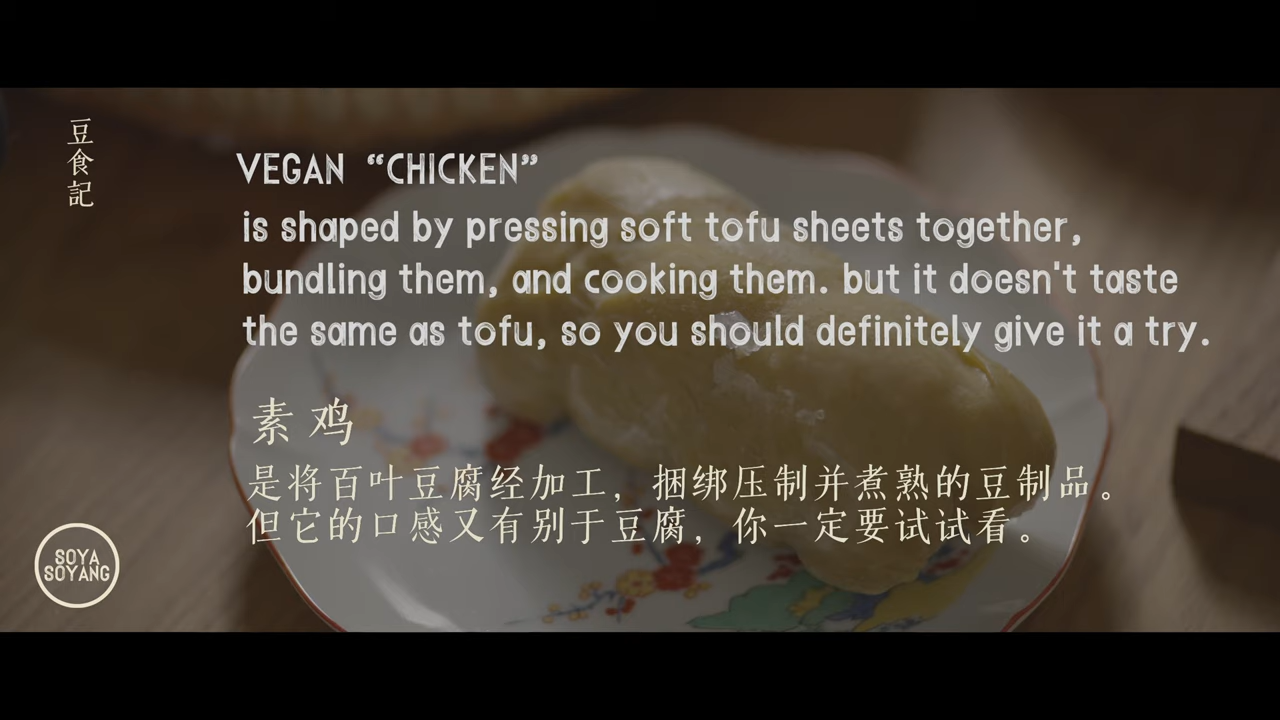 豆食記
VEGAN “CHICKEN”
is shaped by pressing soft tofu sheets together,
bundling them, and cooking them. but it doesn't taste
the same as tofu, so you should definitely give it a try.
素鸡
是将百叶豆腐经加工，捆绑压制并煮熟的豆制品。
但它的口感又有别于豆腐，你一定要试试看。
SOYA
SOYANG